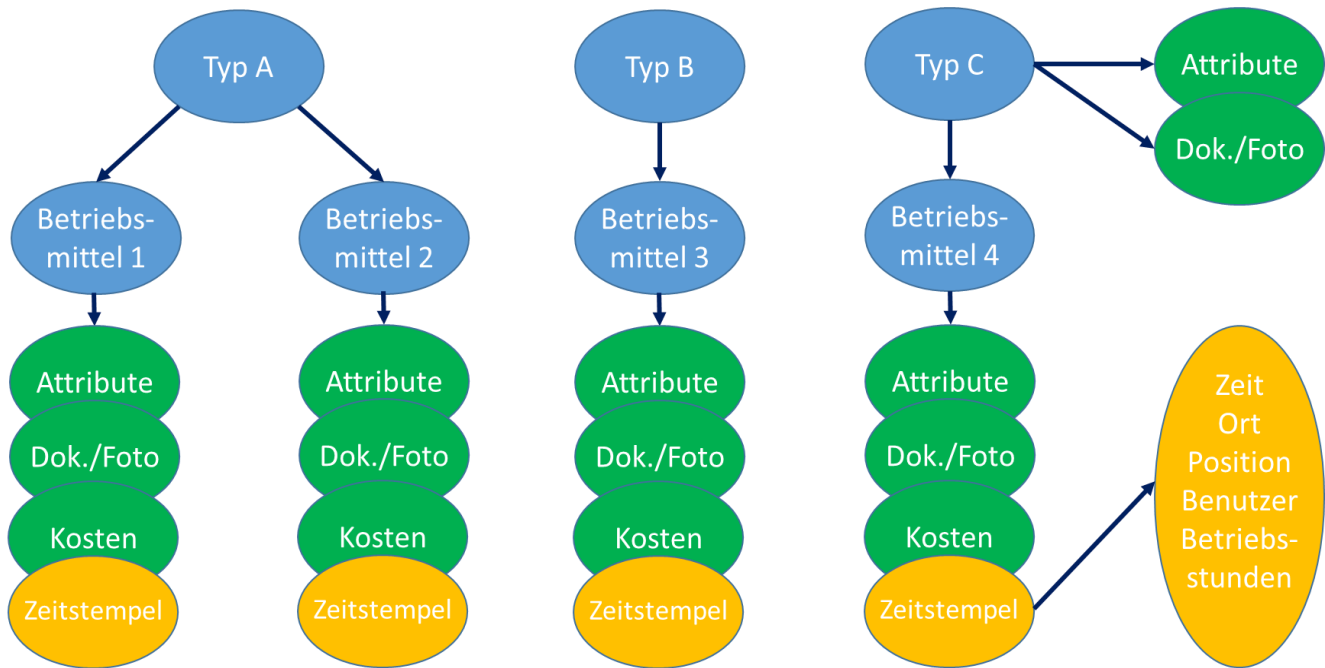 Typ A
Typ B
Typ C
Attribute
Dok./Foto
Betriebs-
mittel 1
Betriebs-
mittel 2
Betriebs-
mittel 3
Betriebs-
mittel 4
Attribute
Dok./Foto
Kosten
Zeitstempel
Attribute
Dok./Foto
Kosten
Zeitstempel
Attribute
Dok./Foto
Kosten
Zeitstempel
Attribute
Dok./Foto
Kosten
Zeitstempel
Zeit
Ort
Position
Benutzer
Betriebs-
stunden